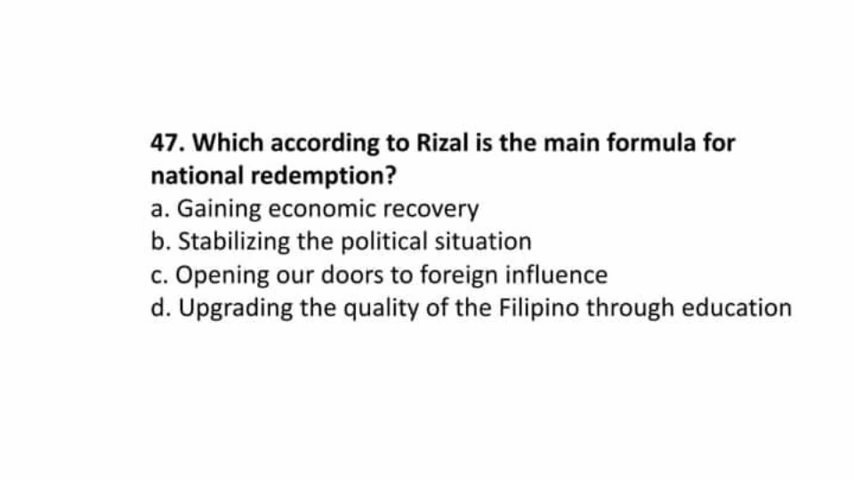 47. Which according to Rizal is the main formula for
national redemption?
a. Gaining economic recovery
b. Stabilizing the political situation
c. Opening our doors to foreign influence
d. Upgrading the quality of the Filipino through education